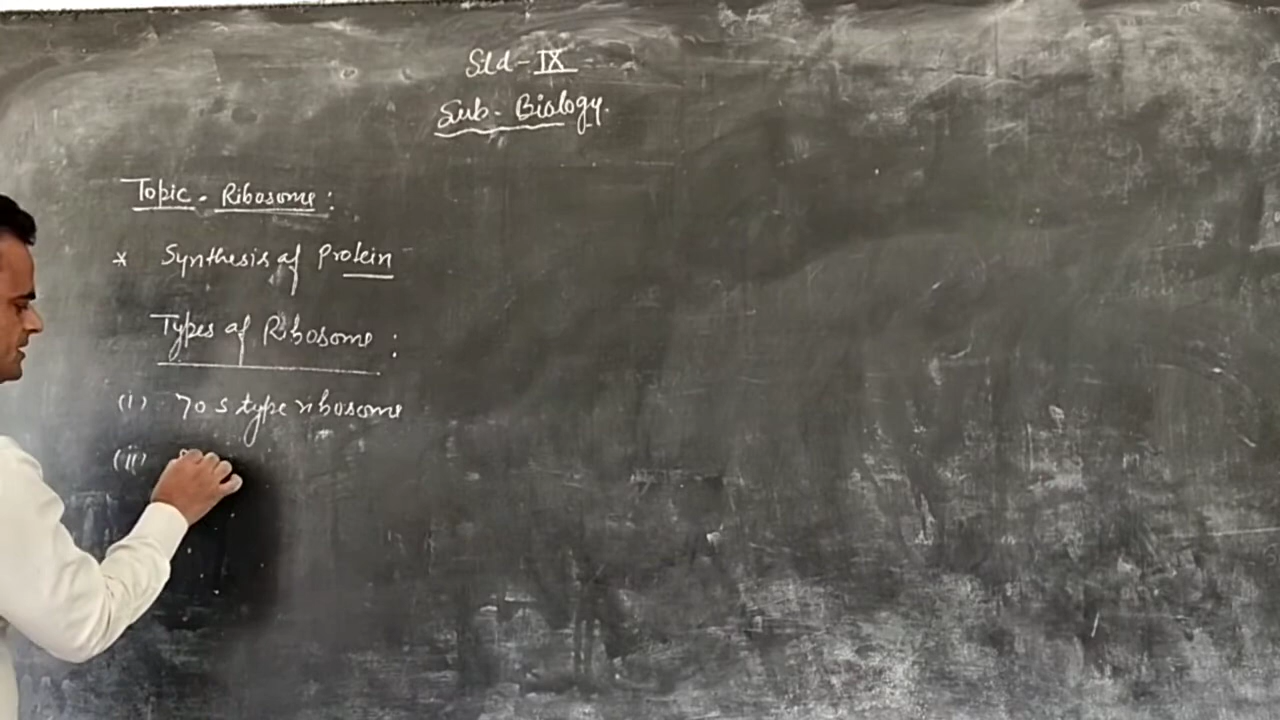 Std - IX
Sub - Biology.
Topic - Ribosome :
* Synthesis of Protein
Types of Ribosome :
(i) 70 s type ribosome
(ii)